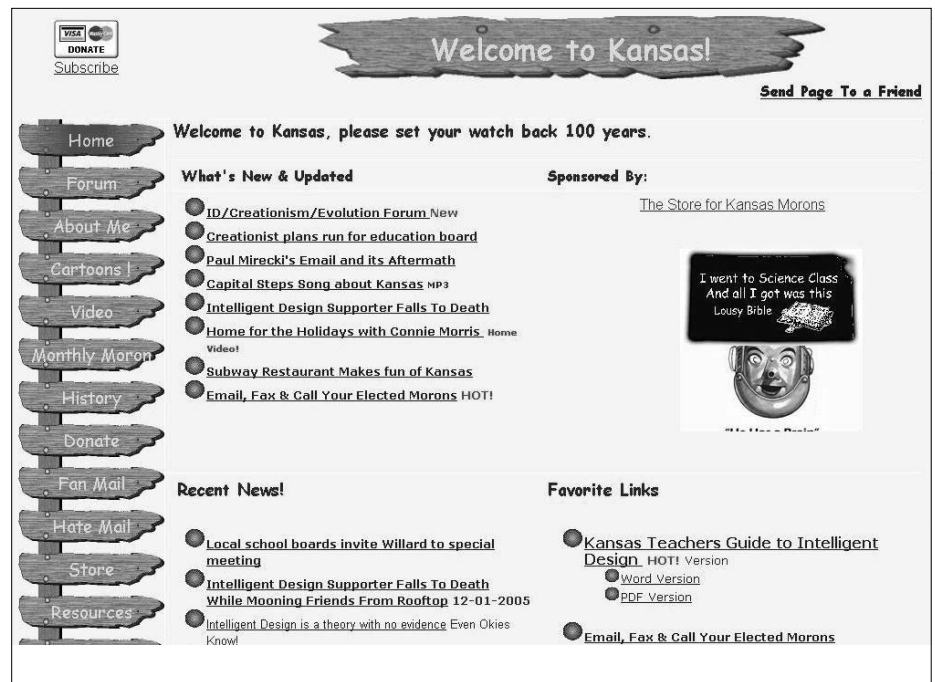 VISA MasterCard
DONATE
Subscribe
Welcome to Kansas!
Send Page To a Friend
Home
Forum
About Me
Cartoons !
Video
Monthly Moron
History
Donate
Fan Mail
Hate Mail
Store
Resources
Welcome to Kansas, please set your watch back 100 years.
What's New & Updated
ID/Creationism/Evolution Forum New
Creationist plans run for education board
Paul Mirecki's Email and its Aftermath
Capital Steps Song about Kansas MP3
Intelligent Design Supporter Falls To Death
Home for the Holidays with Connie Morris Home
Video!
Subway Restaurant Makes fun of Kansas
Email, Fax & Call Your Elected Morons HOT!
Sponsored By:
The Store for Kansas Morons
I went to Science Class
And all I got was this
Lousy Bible
Recent News!
Local school boards invite Willard to special
meeting
Intelligent Design Supporter Falls To Death
While Mooning Friends From Rooftop 12-01-2005
Intelligent Design is a theory with no evidence Even Okies
Know!
Favorite Links
Kansas Teachers Guide to Intelligent
Design HOT! Version
Word Version
PDF Version
Email, Fax & Call Your Elected Morons